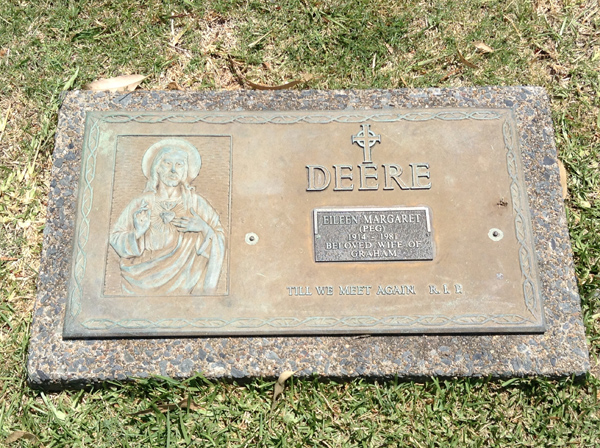 DEERE
EILEEN MARGARET
(PEG)
1914 - 1981
BELOVED WIFE OF
GRAHAM
TILL WE MEET AGAIN R. I. P.